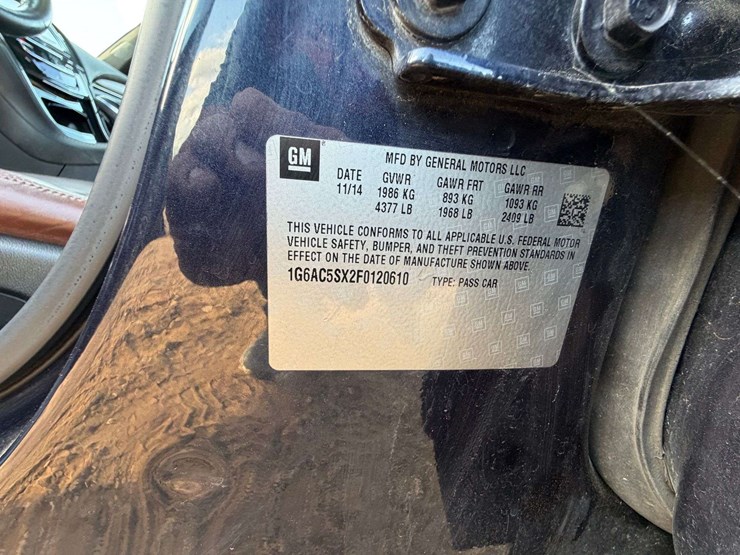 GM
MFD BY GENERAL MOTORS LLC
DATE GVWR GAWR FRT GAWR RR
11/14 1986 KG 893 KG 1093 KG
4377 LB 1968 LB 2409 LB
THIS VEHICLE CONFORMS TO ALL APPLICABLE U.S. FEDERAL MOTOR
VEHICLE SAFETY, BUMPER, AND THEFT PREVENTION STANDARDS IN
EFFECT ON THE DATE OF MANUFACTURE SHOWN ABOVE.
1G6AC5SX2F0120610 TYPE: PASS CAR